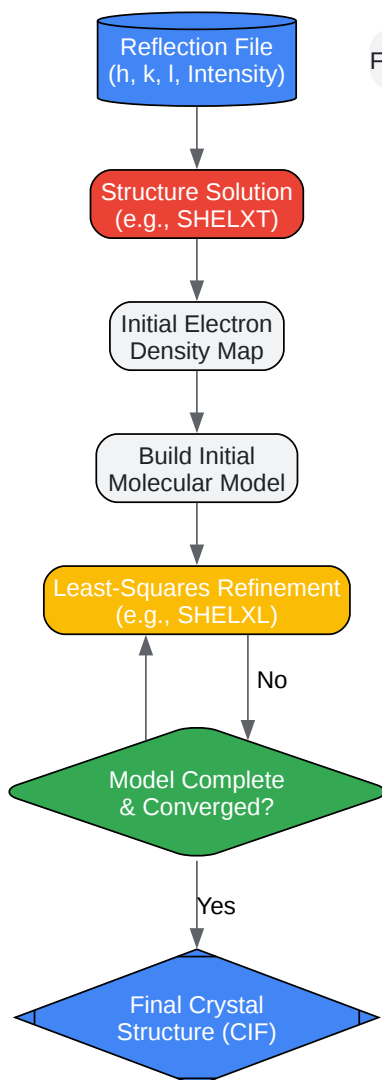 Reflection File
(h, k, l, Intensity)
Structure Solution
(e.g., SHELXT)
Initial Electron
Density Map
Build Initial
Molecular Model
Least-Squares Refinement
(e.g., SHELXL)
No
Model Complete
& Converged?
Yes
Final Crystal
Structure (CIF)